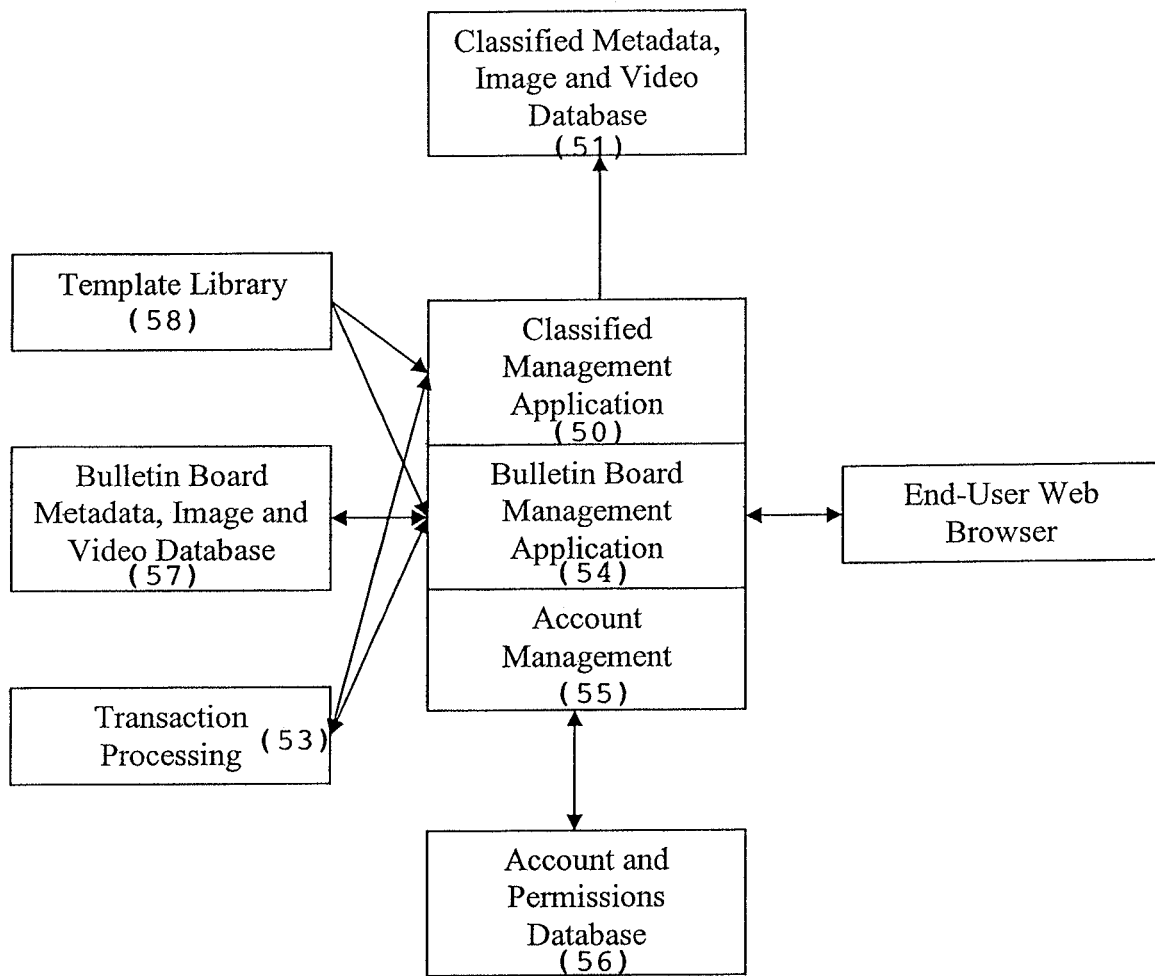 Classified Metadata,
Image and Video
Database
(51)
Template Library
(58)
Classified
Management
Application
(50)
Bulletin Board
Metadata, Image and
Video Database
(57)
Bulletin Board
Management
Application
(54)
End-User Web
Browser
Account
Management
(55)
Transaction
Processing
(53)
Account and
Permissions
Database
(56)